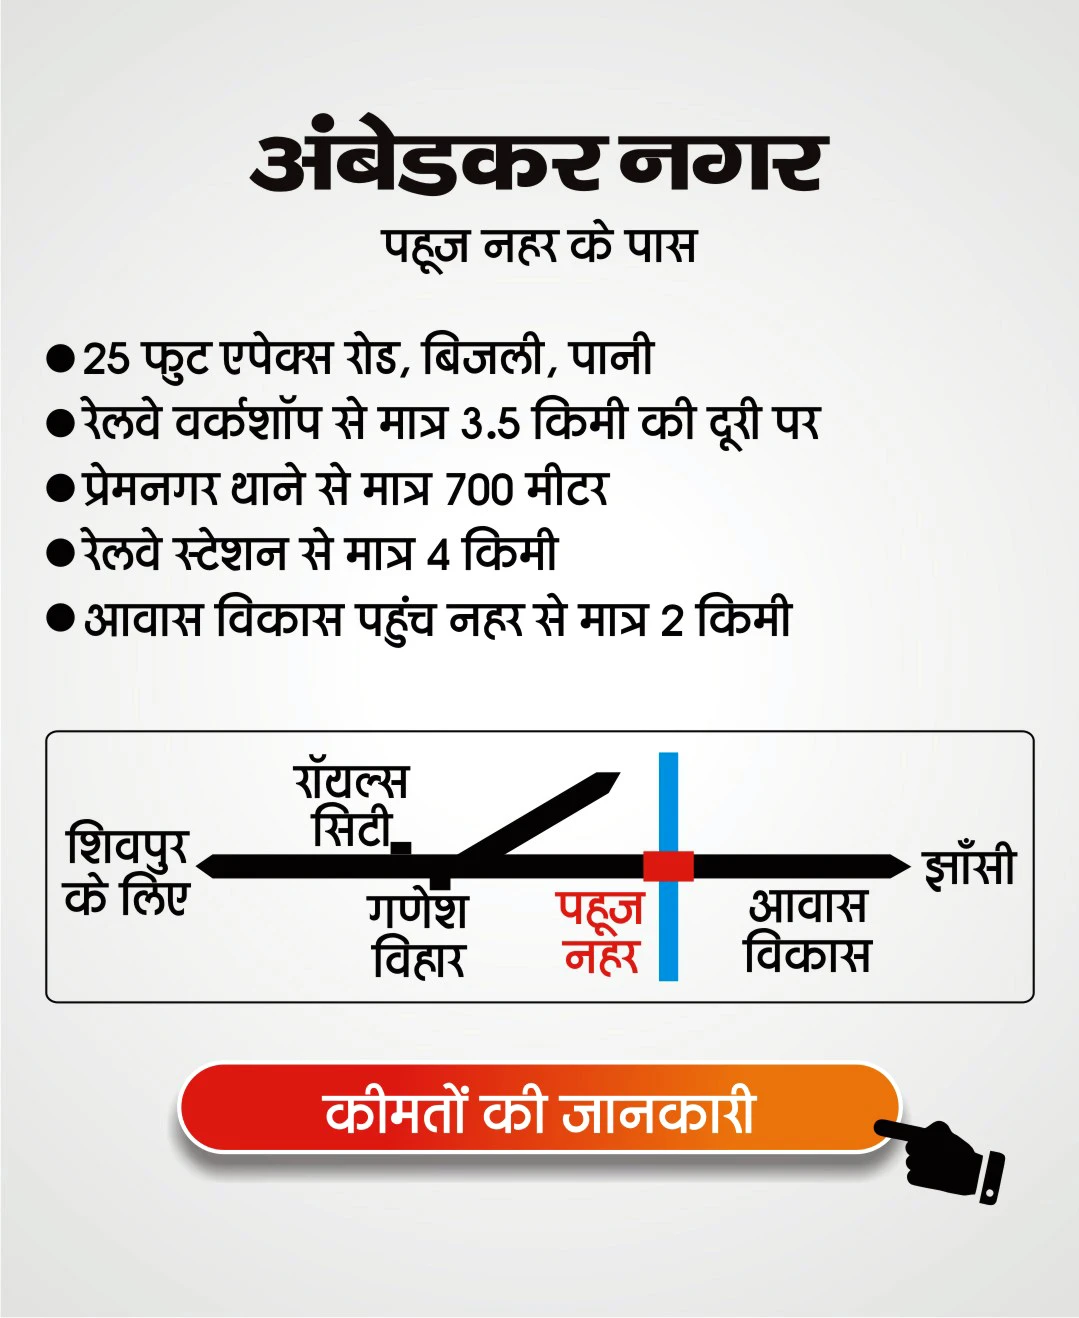 अंबेडकर नगर
पहूज नहर के पास
● 25 फुट एपेक्स रोड, बिजली, पानी
● रेलवे वर्कशॉप से मात्र 3.5 किमी की दूरी पर
● प्रेमनगर थाने से मात्र 700 मीटर
● रेलवे स्टेशन से मात्र 4 किमी
● आवास विकास पहुंच नहर से मात्र 2 किमी
रॉयल्स
सिटी
शिवपुर
के लिए
गणेश
विहार
पहूज
नहर
आवास
विकास
झाँसी
कीमतों की जानकारी